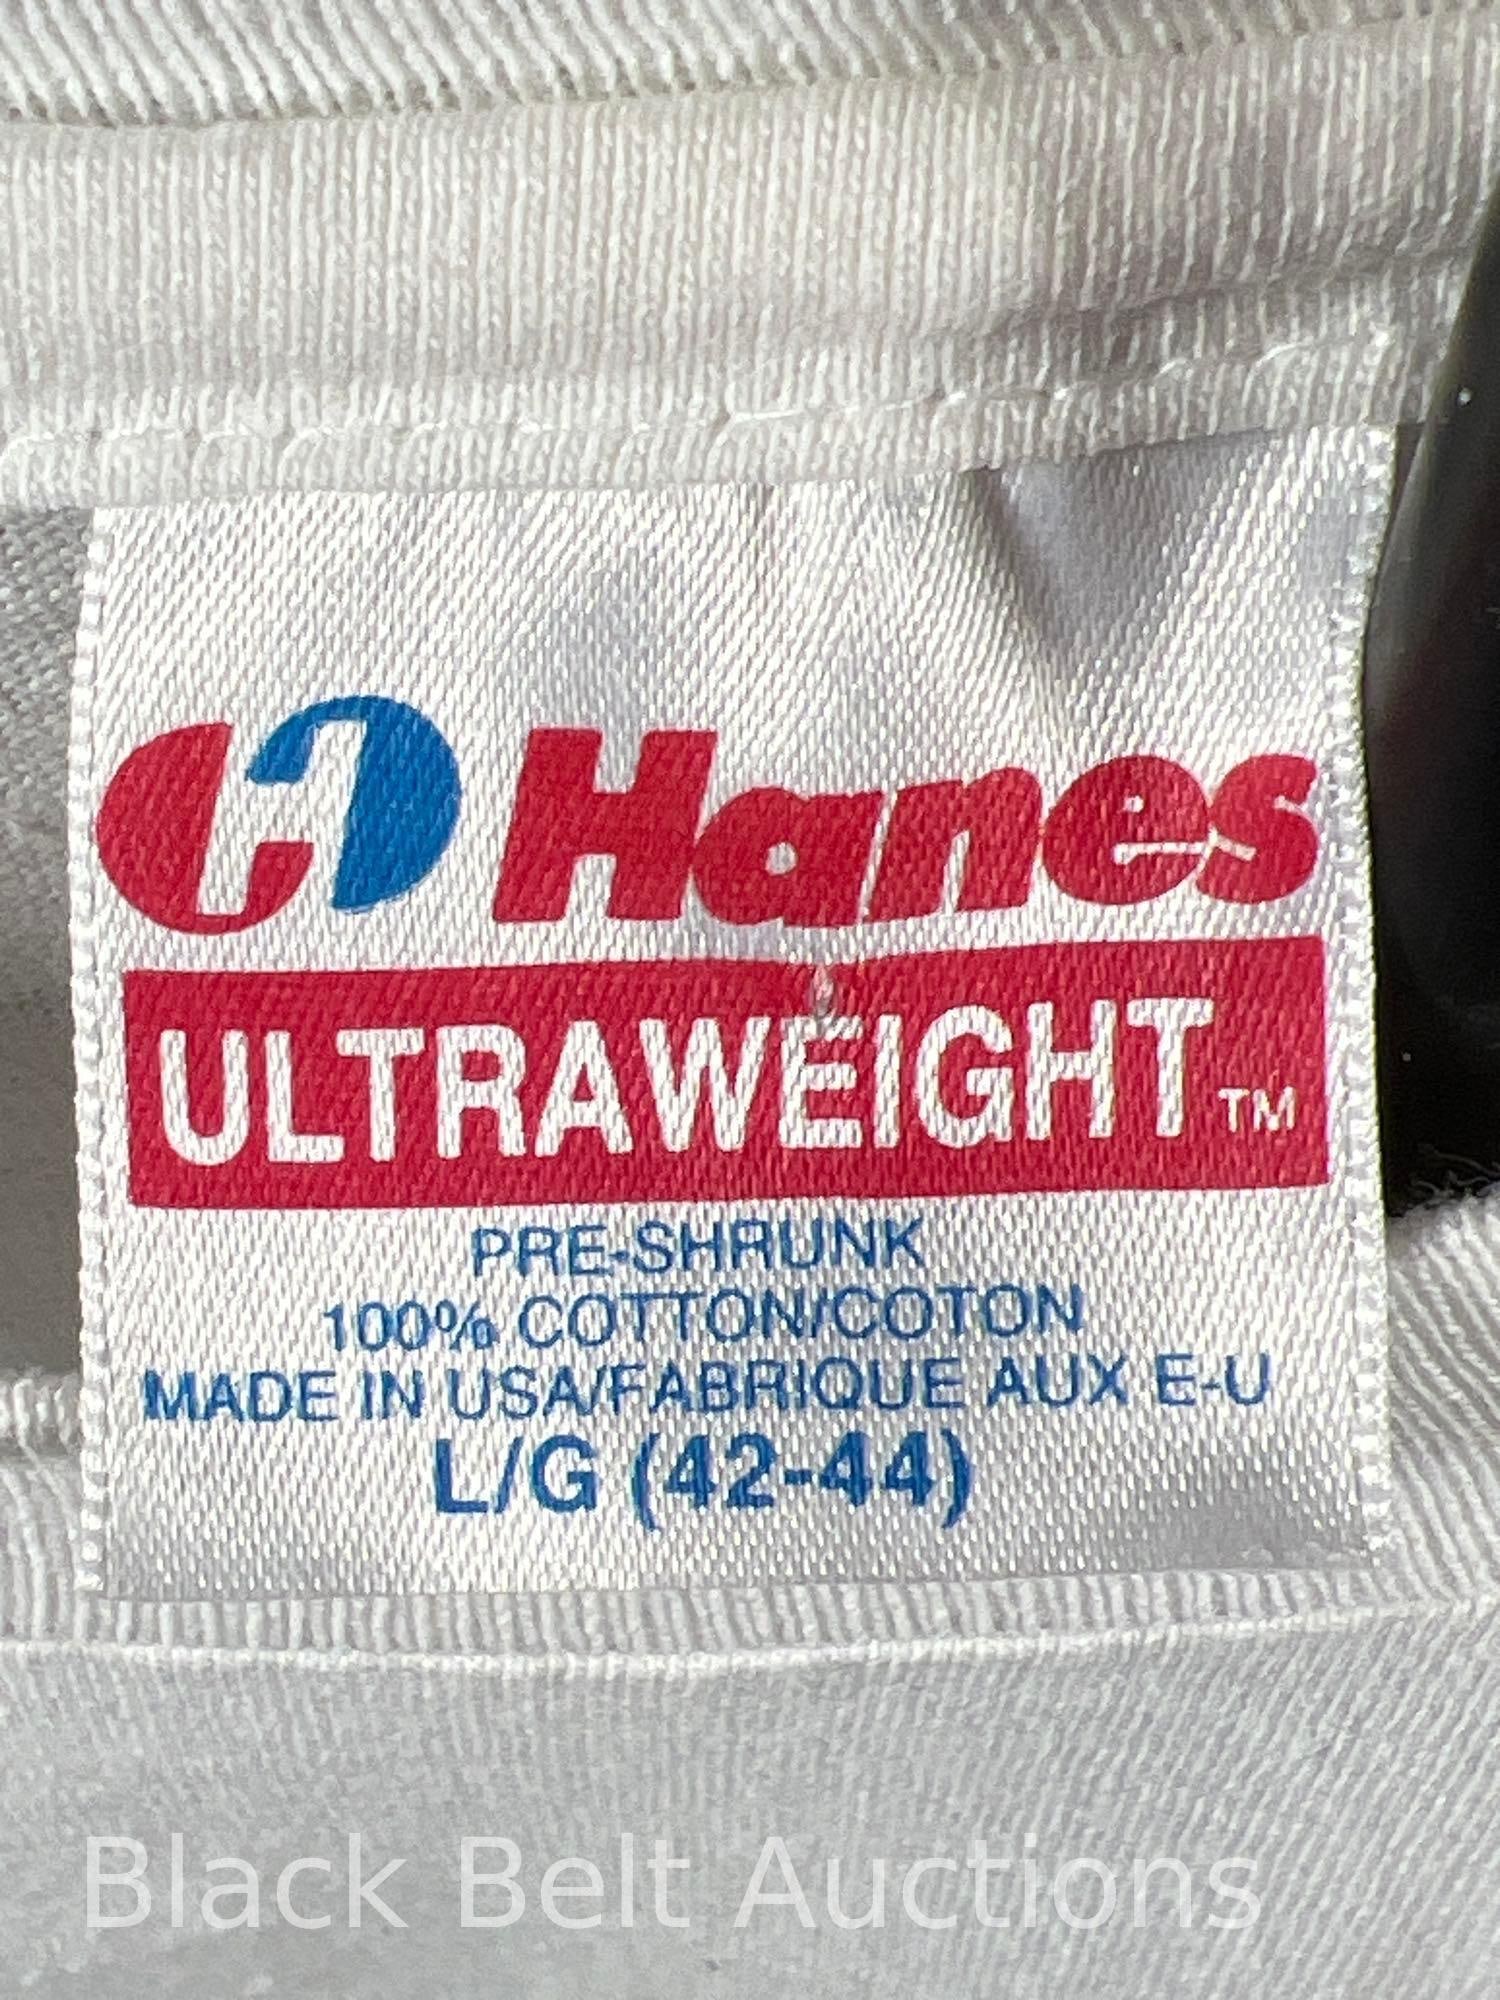 Hanes
ULTRAWEIGHT™
PRE-SHRUNK
100% COTTON/COTON
MADE IN USA/FABRIQUE AUX E-U
L/G (42-44)
Black Belt Auctions